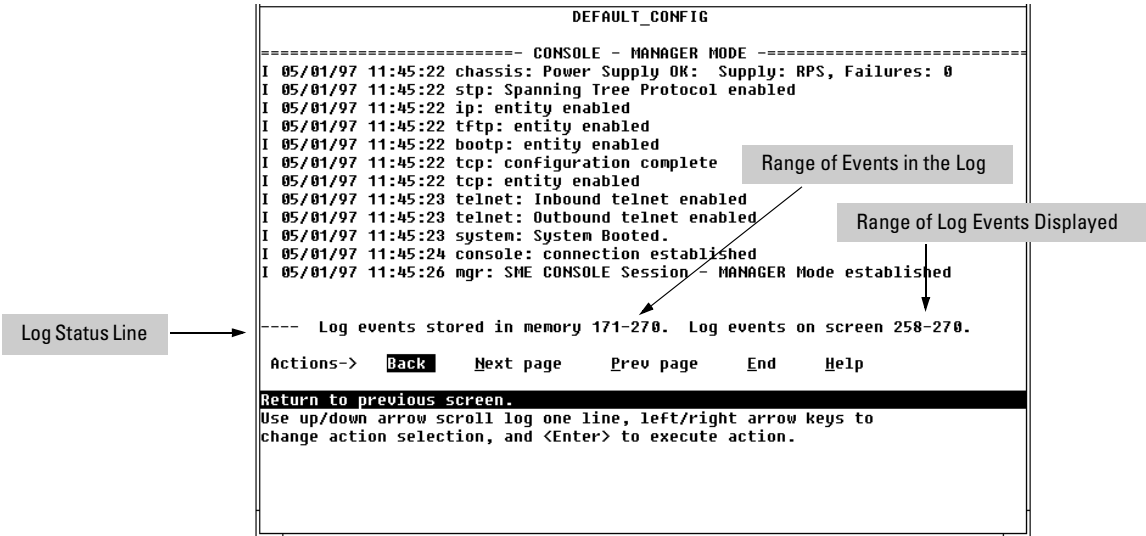 DEFAULT_CONFIG
==========================- CONSOLE - MANAGER MODE -===========================
I 05/01/97 11:45:22 chassis: Power Supply OK: Supply: RPS, Failures: 0
I 05/01/97 11:45:22 stp: Spanning Tree Protocol enabled
I 05/01/97 11:45:22 ip: entity enabled
I 05/01/97 11:45:22 tftp: entity enabled
I 05/01/97 11:45:22 bootp: entity enabled
I 05/01/97 11:45:22 tcp: configuration complete
I 05/01/97 11:45:22 tcp: entity enabled
I 05/01/97 11:45:23 telnet: Inbound telnet enabled
I 05/01/97 11:45:23 telnet: Outbound telnet enabled
I 05/01/97 11:45:23 system: System Booted.
I 05/01/97 11:45:24 console: connection established
I 05/01/97 11:45:26 mgr: SME CONSOLE Session - MANAGER Mode established
Range of Events in the Log
Range of Log Events Displayed
Log Status Line
---- Log events stored in memory 171-270. Log events on screen 258-270.
Actions-> Back Next page Prev page End Help
Return to previous screen.
Use up/down arrow scroll log one line, left/right arrow keys to
change action selection, and <Enter> to execute action.